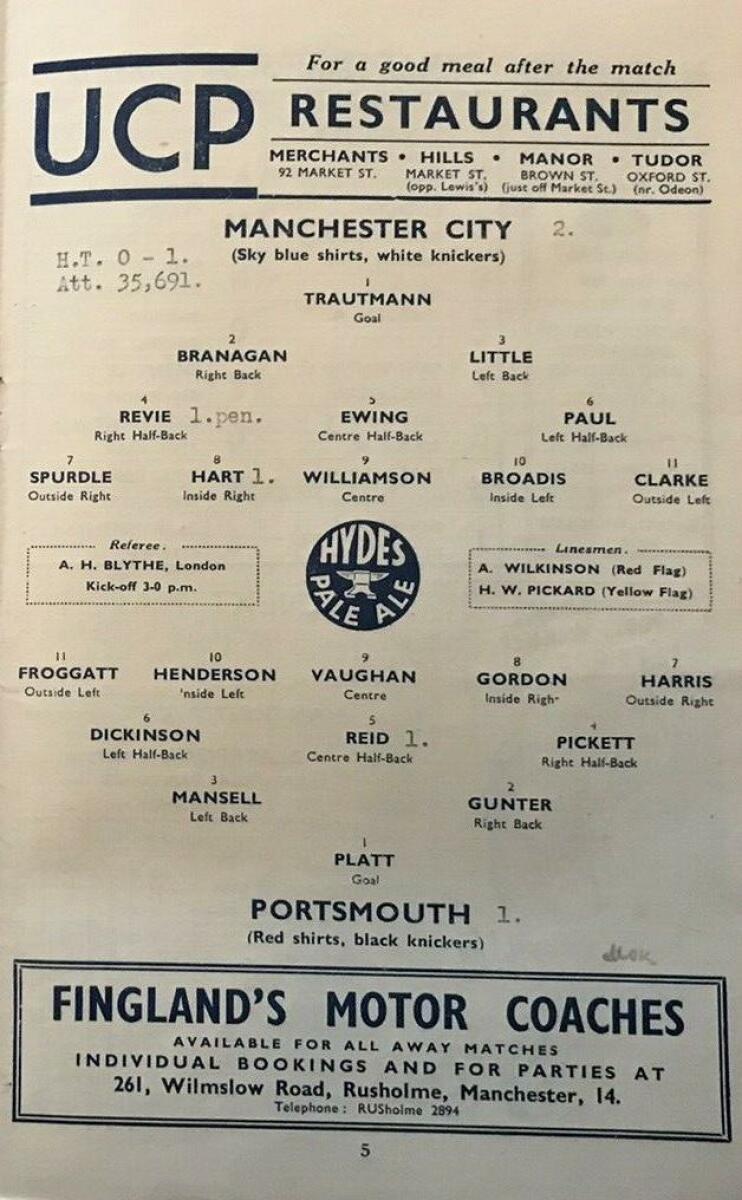 UCP
For a good meal after the match
RESTAURANTS
MERCHANTS • HILLS • MANOR • TUDOR
92 MARKET ST. MARKET ST. BROWN ST. OXFORD ST.
(opp. Lewis's) (just off Market St.) (nr. Odeon)
MANCHESTER CITY 2.
(Sky blue shirts, white knickers)
H.T. 0 - 1.
Att. 35,691.
1
TRAUTMANN
Goal
2 3
BRANAGAN LITTLE
Right Back Left Back
4 5 6
REVIE 1.pen. EWING PAUL
Right Half-Back Centre Half-Back Left Half-Back
7 8 9 10 11
SPURDLE HART 1. WILLIAMSON BROADIS CLARKE
Outside Right Inside Right Centre Inside Left Outside Left
Referee.
A. H. BLYTHE, London
Kick-off 3-0 p.m.
HYDES
PALE ALE
Linesmen.
A. WILKINSON (Red Flag)
H. W. PICKARD (Yellow Flag)
11 10 9 8 7
FROGGATT HENDERSON VAUGHAN GORDON HARRIS
Outside Left 'nside Left Centre Inside Righ- Outside Right
6 5 4
DICKINSON REID 1. PICKETT
Left Half-Back Centre Half-Back Right Half-Back
3 2
MANSELL GUNTER
Left Back Right Back
1
PLATT
Goal
PORTSMOUTH 1.
(Red shirts, black knickers)
FINGLAND'S MOTOR COACHES
AVAILABLE FOR ALL AWAY MATCHES
INDIVIDUAL BOOKINGS AND FOR PARTIES AT
261, Wilmslow Road, Rusholme, Manchester, 14.
Telephone: RUSholme 2894
5